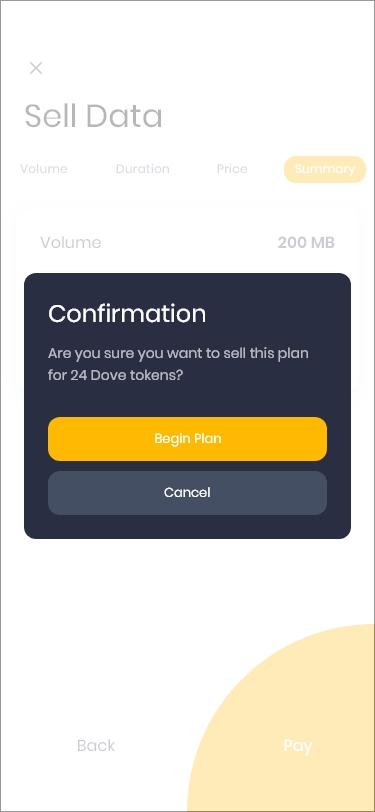 Sell Data
Volume Duration Price Summary
Volume 200 MB
Confirmation
Are you sure you want to sell this plan
for 24 Dove tokens?
Begin Plan
Cancel
Back Pay